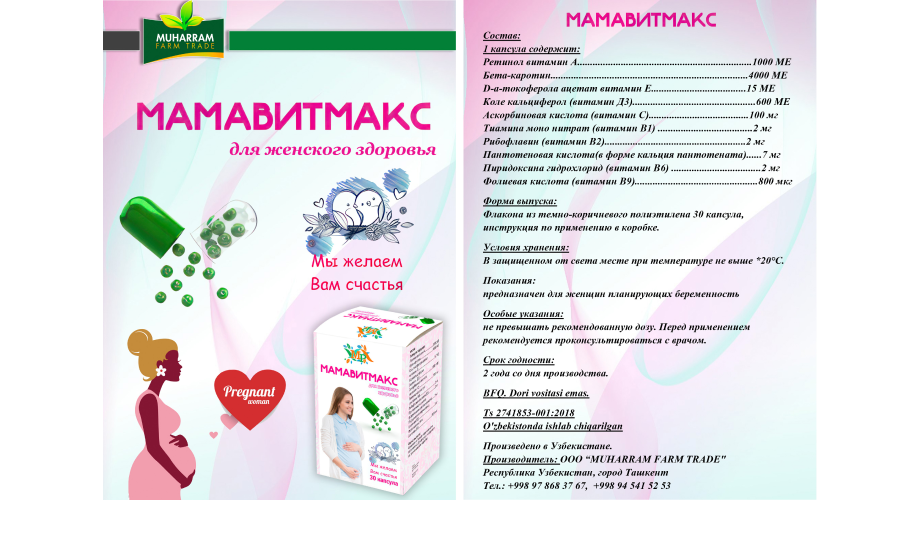 MUHARRAM
FARM TRADE
МАМАВИТМАКС
для женского здоровья
Мы желаем
Вам счастья
Pregnant
woman
МАМАВИТМАКС
Мы желаем
Вам счастья
30 капсула
МАМАВИТМАКС
Состав:
1 капсула содержит:
Ретинол витамин А......................................................................1000 МЕ
Бета-каротин...............................................................................4000 МЕ
D-а-токоферола ацетат витамин Е......................................15 МЕ
Коле кальциферол (витамин Д3)..................................................600 МЕ
Аскорбиновая кислота (витамин С)........................................100 мг
Тиамина моно нитрат (витамин В1) ......................................2 мг
Рибофлавин (витамин В2).........................................................2 мг
Пантотеновая кислота(в форме кальция пантопената)......7 мг
Пиридоксина гидрохлорид (витамин В6) ....................................2 мг
Фолиевая кислота (витамин В9).................................................800 мкг
Форма выпуска:
Флакона из темно-коричневого полиэтилена 30 капсула,
инструкция по применению в коробке.
Условия хранения:
В защищенном от света месте при температуре не выше *20°С.
Показания:
предназначен для женщин планирующих беременность
Особые указания:
не превышать рекомендованную дозу. Перед применением
рекомендуется проконсультироваться с врачом.
Срок годности:
2 года со дня производства.
BFQ. Dori vositasi emas.
Ts 2741853-001:2018
O'zbekistonda ishlab chiqarilgan
Произведено в Узбекистане.
Производитель: ООО “MUHARRAM FARM TRADE"
Республика Узбекистан, город Ташкент
Тел.: +998 97 868 37 67, +998 94 541 52 53